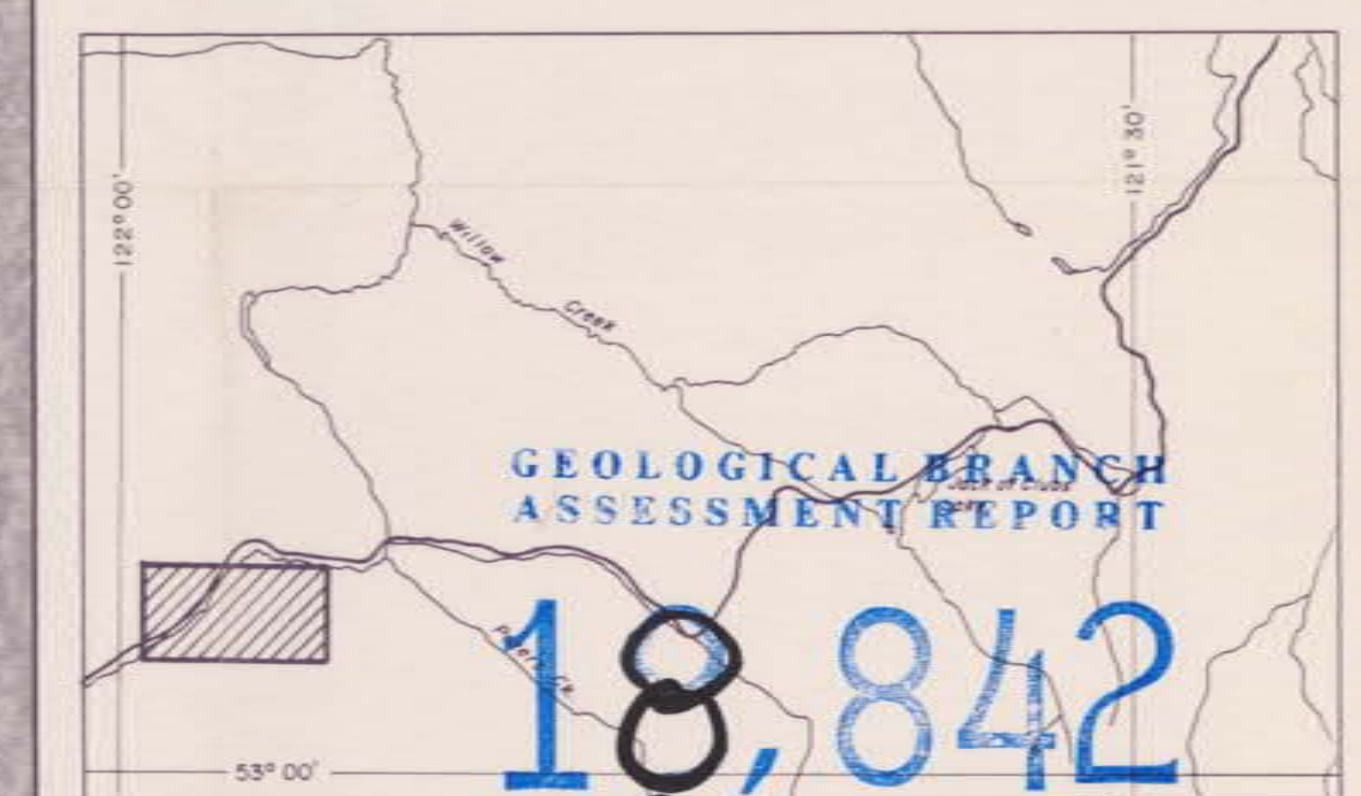 122° 00'
121° 30'
Willow
Creek
GEOLOGICAL BRANCH
ASSESSMENT REPORT
18,842
53° 00'